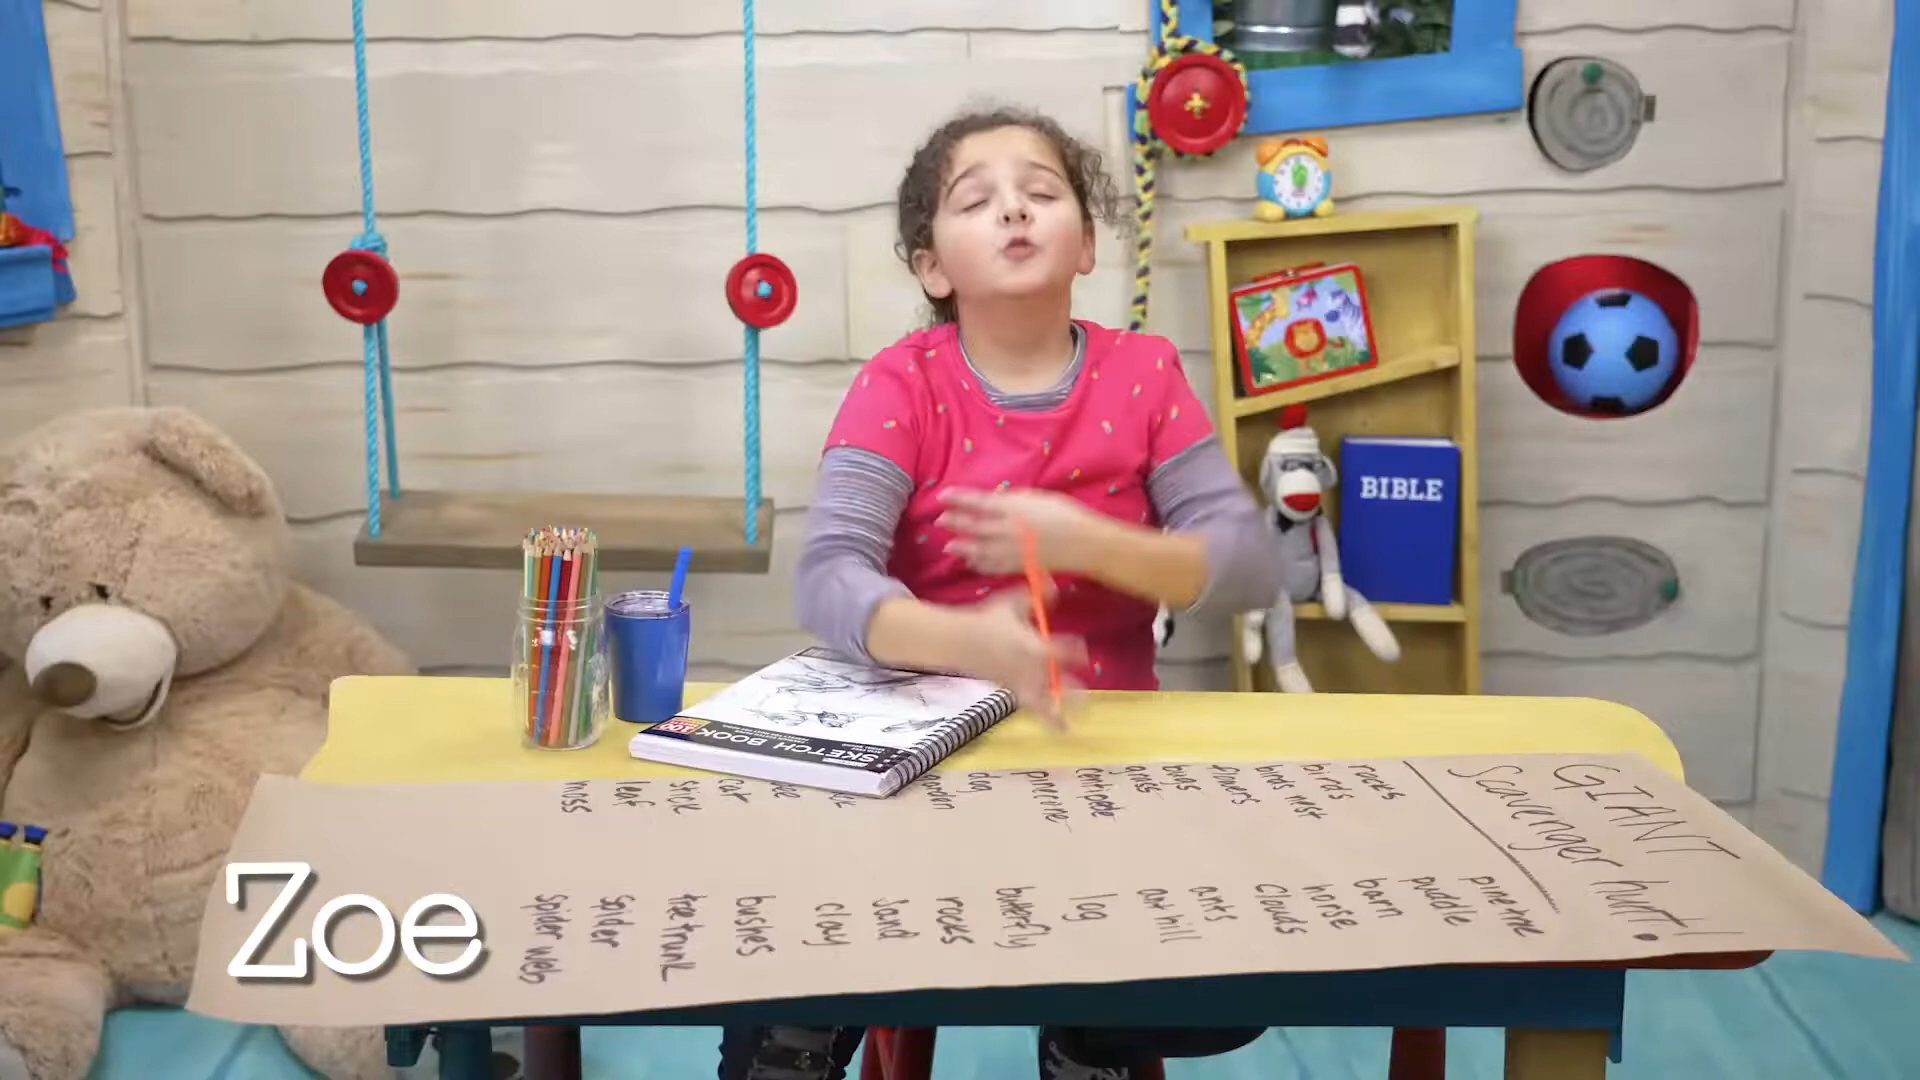 BIBLE
SKETCH BOOK
GIANT
Scavenger hunt!
rocks
birds
birds nest
flowers
bugs
grass
centipede
pinecone
dog
stick
leaf
moss
pine tree
puddle
barn
horse
clouds
ants
ant hill
log
butterfly
rocks
sand
clay
bushes
tree trunk
spider
spider web
Zoe